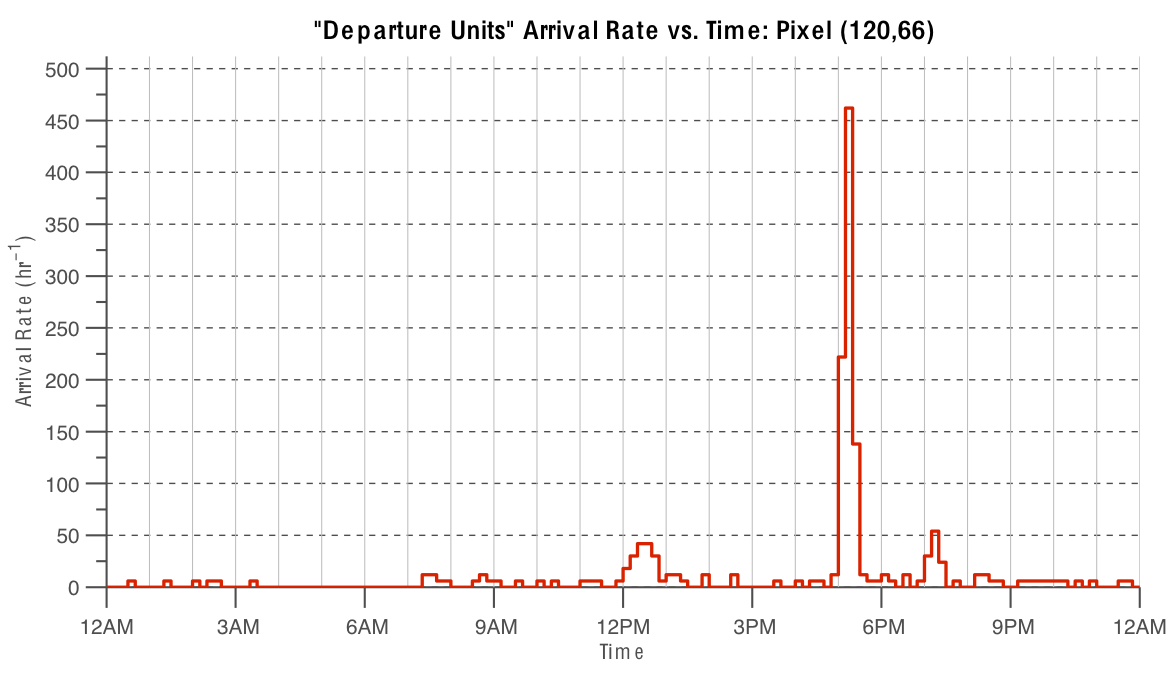 "Departure Units" Arrival Rate vs. Time: Pixel (120,66)
500
450
400
350
300
250
200
150
100
50
0
Arrival Rate (hr⁻¹)
12AM 3AM 6AM 9AM 12PM 3PM 6PM 9PM 12AM
Time